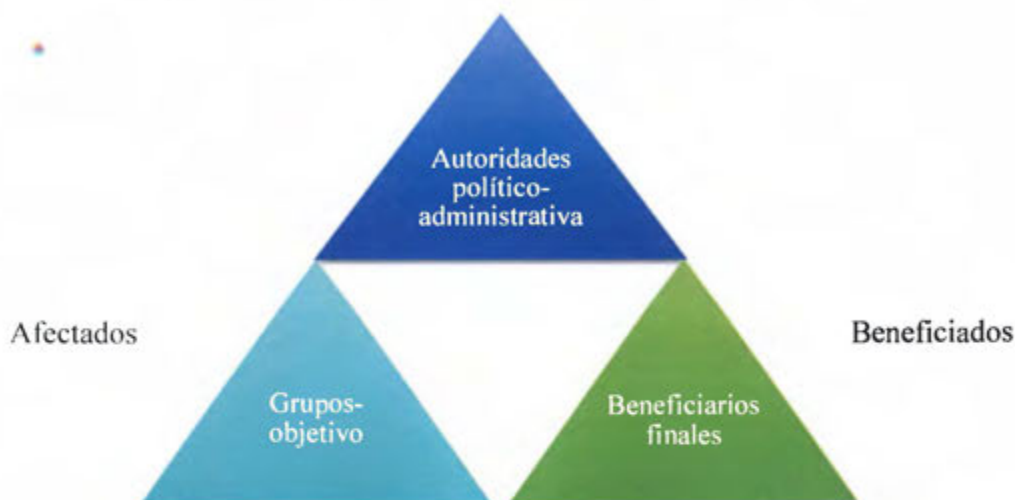 Autoridades
político-
administrativa
Afectados
Beneficiados
Grupos-
objetivo
Beneficiarios
finales